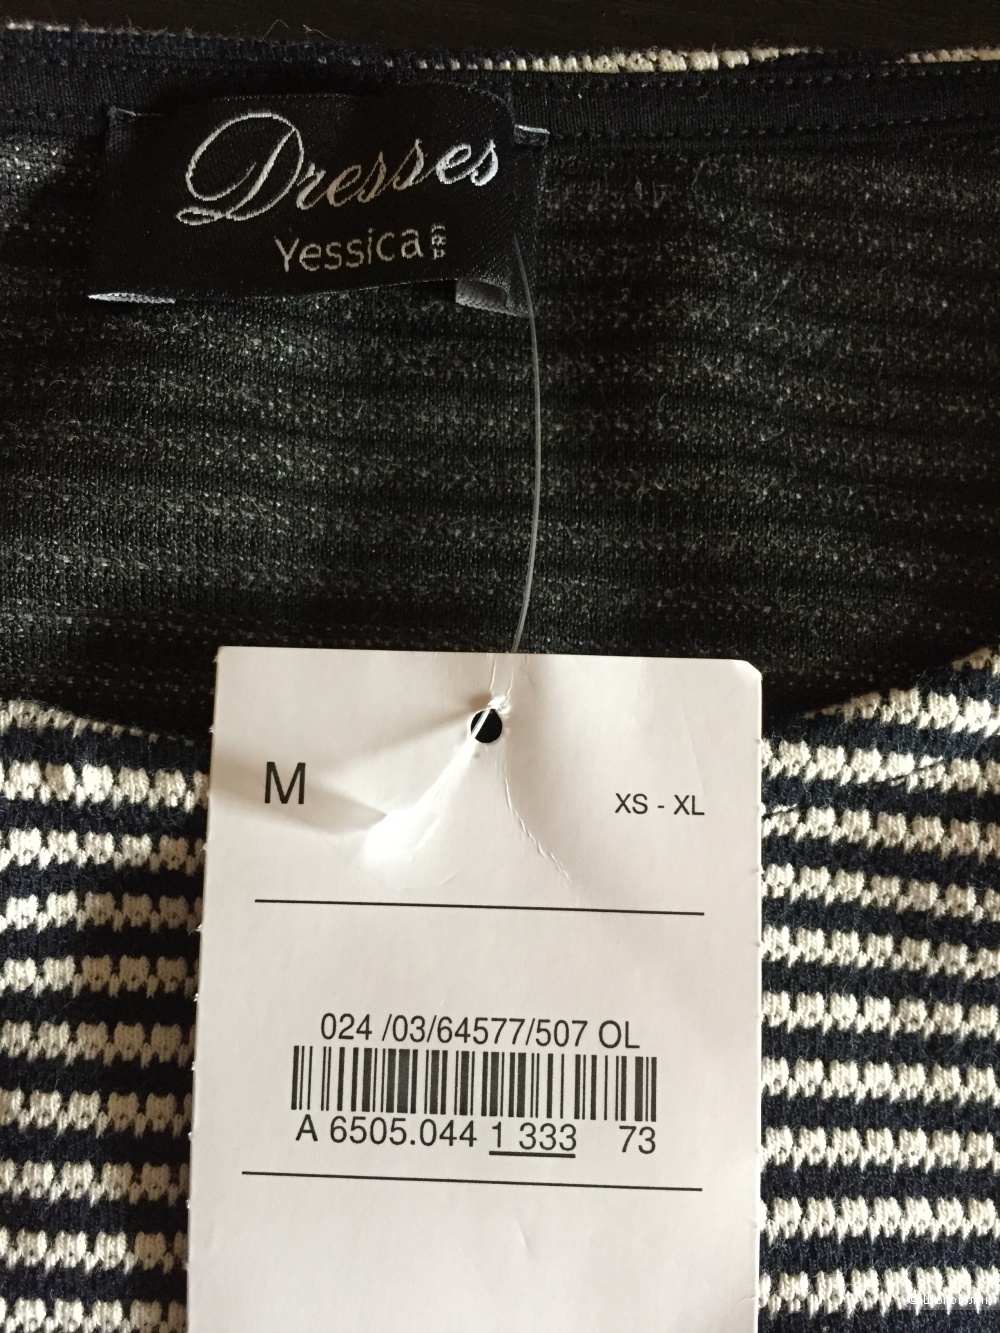 Dresses
Yessica C&A
M
XS - XL
024 /03/64577/507 OL
A 6505.044 1 333 73